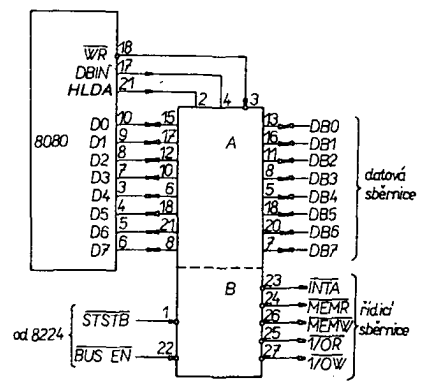 WR 18
DBIN 17
HLDA 21
2 4 3
8080
A
D0 10 15 13 DB0
D1 9 17 16 DB1
D2 8 12 11 DB2
D3 7 10 8 DB3
D4 3 6 5 DB4
D5 4 18 18 DB5
D6 5 21 20 DB6
D7 6 8 7 DB7
datová
sběrnice
B
23 INTA
24 MEMR
26 MEMW
25 I/OR
27 I/OW
řídicí
sběrnice
od 8224
STSTB 1
BUS EN 22